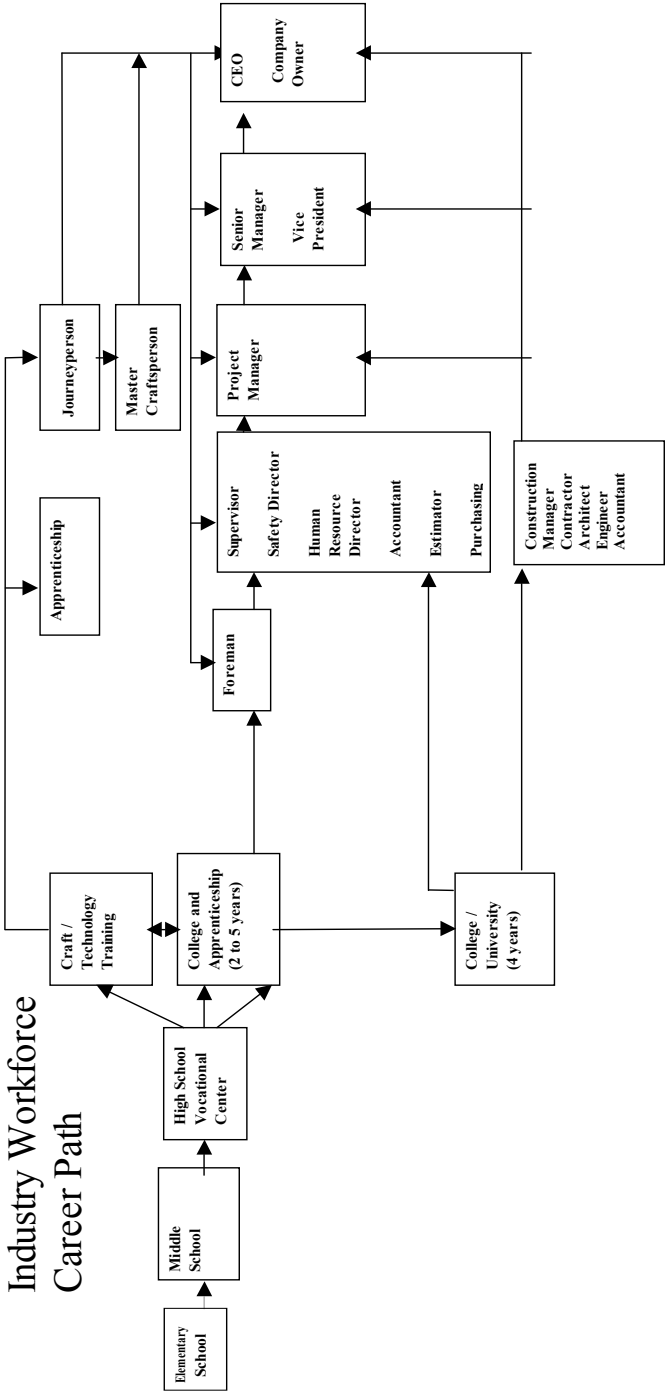 Industry Workforce
Career Path
Elementary
School
Middle
School
High School
Vocational
Center
Craft /
Technology
Training
College and
Apprenticeship
(2 to 5 years)
College /
University
(4 years)
Apprenticeship
Journeyperson
Master
Craftsperson
Foreman
Supervisor
Safety Director
Human
Resource
Director
Accountant
Estimator
Purchasing
Project
Manager
Senior
Manager
Vice
President
CEO
Company
Owner
Construction
Manager
Contractor
Architect
Engineer
Accountant